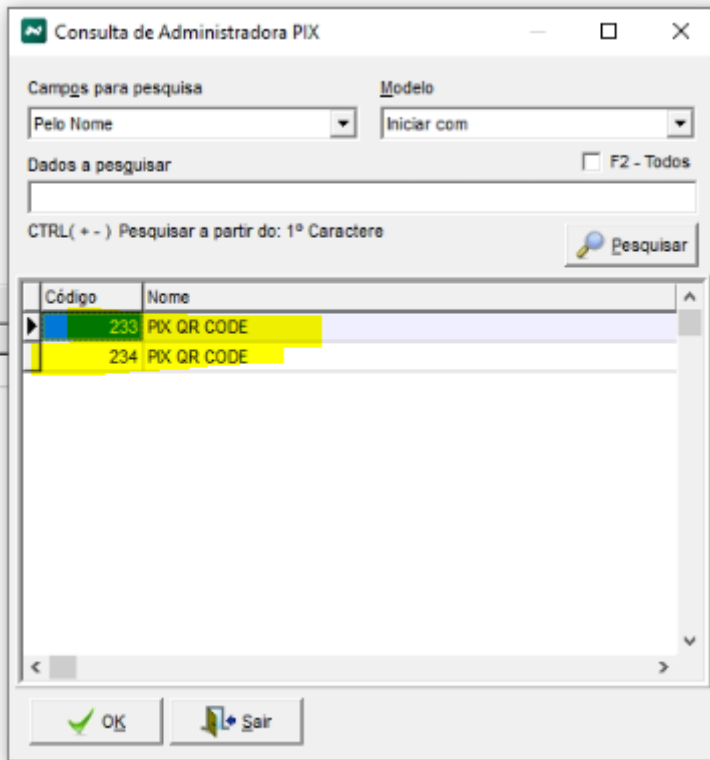 Consulta de Administradora PIX
Campos para pesquisa Modelo
Pelo Nome Iniciar com
Dados a pesquisar F2 - Todos
CTRL( + - ) Pesquisar a partir do: 1º Caractere
Pesquisar
Código Nome
233 PIX QR CODE
234 PIX QR CODE
OK Sair